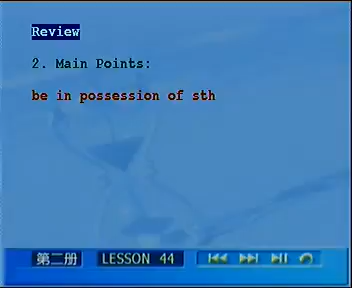 Review
2. Main Points:
be in possession of sth
第二册 LESSON 44